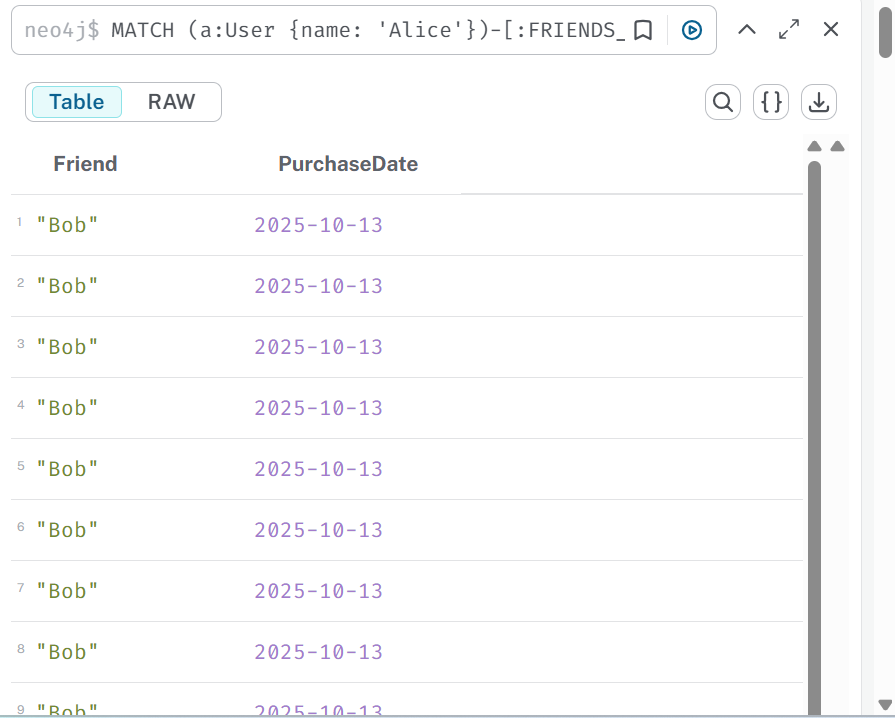 neo4j$ MATCH (a:User {name: 'Alice'})-[:FRIENDS_
Table RAW
{}
Friend PurchaseDate
1 "Bob" 2025-10-13
2 "Bob" 2025-10-13
3 "Bob" 2025-10-13
4 "Bob" 2025-10-13
5 "Bob" 2025-10-13
6 "Bob" 2025-10-13
7 "Bob" 2025-10-13
8 "Bob" 2025-10-13
9 "Bob" 2025-10-13